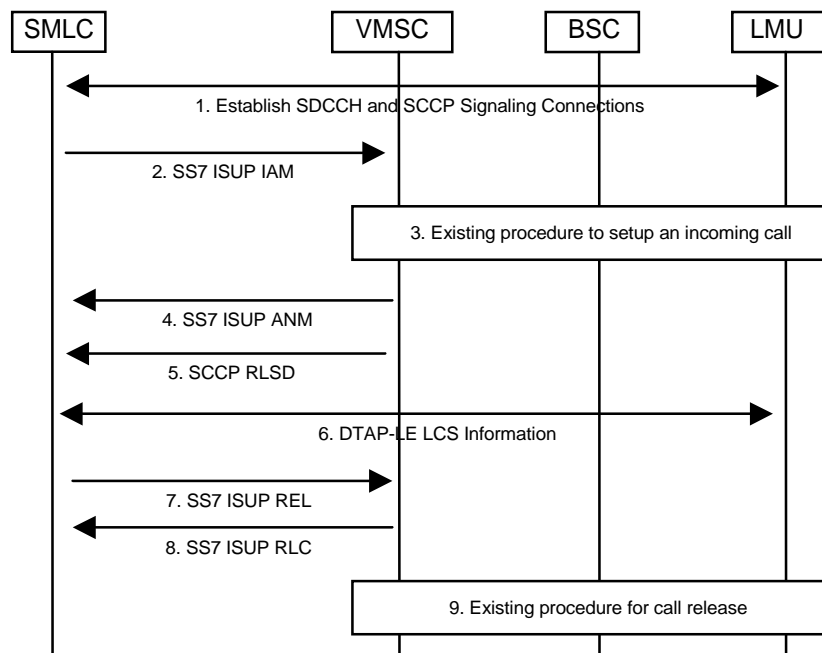 SMLC VMSC BSC LMU
1. Establish SDCCH and SCCP Signaling Connections
2. SS7 ISUP IAM
3. Existing procedure to setup an incoming call
4. SS7 ISUP ANM
5. SCCP RLSD
6. DTAP-LE LCS Information
7. SS7 ISUP REL
8. SS7 ISUP RLC
9. Existing procedure for call release